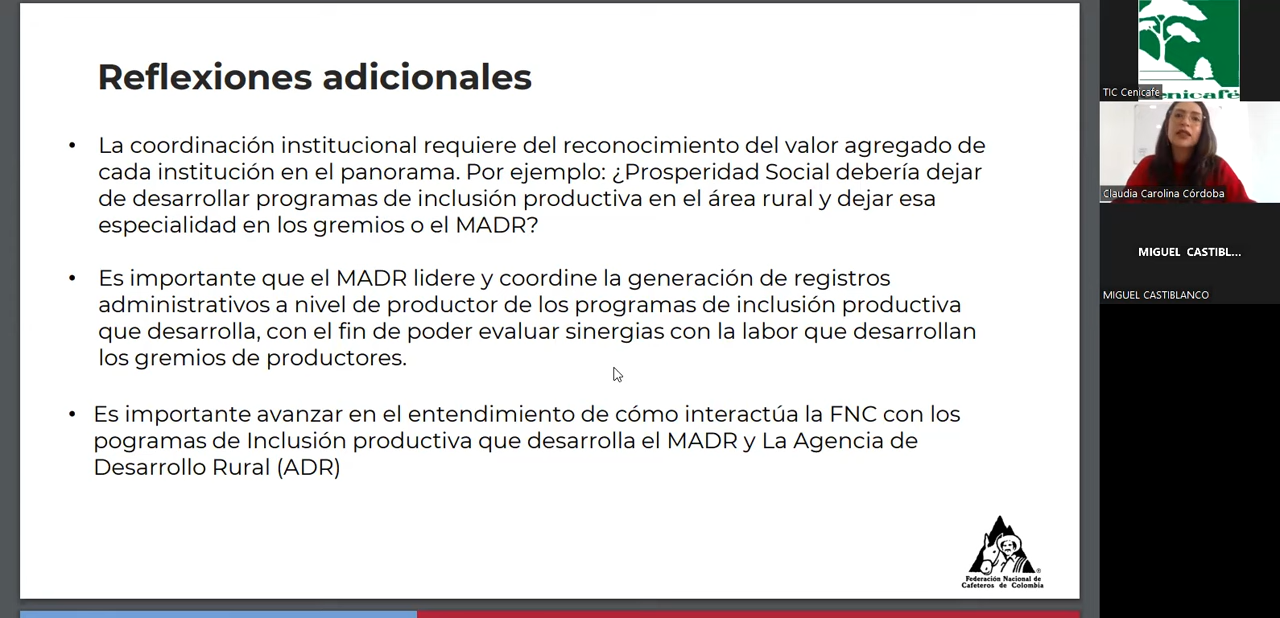 Reflexiones adicionales
• La coordinación institucional requiere del reconocimiento del valor agregado de
cada institución en el panorama. Por ejemplo: ¿Prosperidad Social debería dejar
de desarrollar programas de inclusión productiva en el área rural y dejar esa
especialidad en los gremios o el MADR?
• Es importante que el MADR lidere y coordine la generación de registros
administrativos a nivel de productor de los programas de inclusión productiva
que desarrolla, con el fin de poder evaluar sinergias con la labor que desarrollan
los gremios de productores.
• Es importante avanzar en el entendimiento de cómo interactúa la FNC con los
pogramas de Inclusión productiva que desarrolla el MADR y La Agencia de
Desarrollo Rural (ADR)
®
Federación Nacional de
Cafeteros de Colombia
TIC Cenicafe
enicafé
Claudia Carolina Córdoba
MIGUEL CASTIBL...
MIGUEL CASTIBLANCO